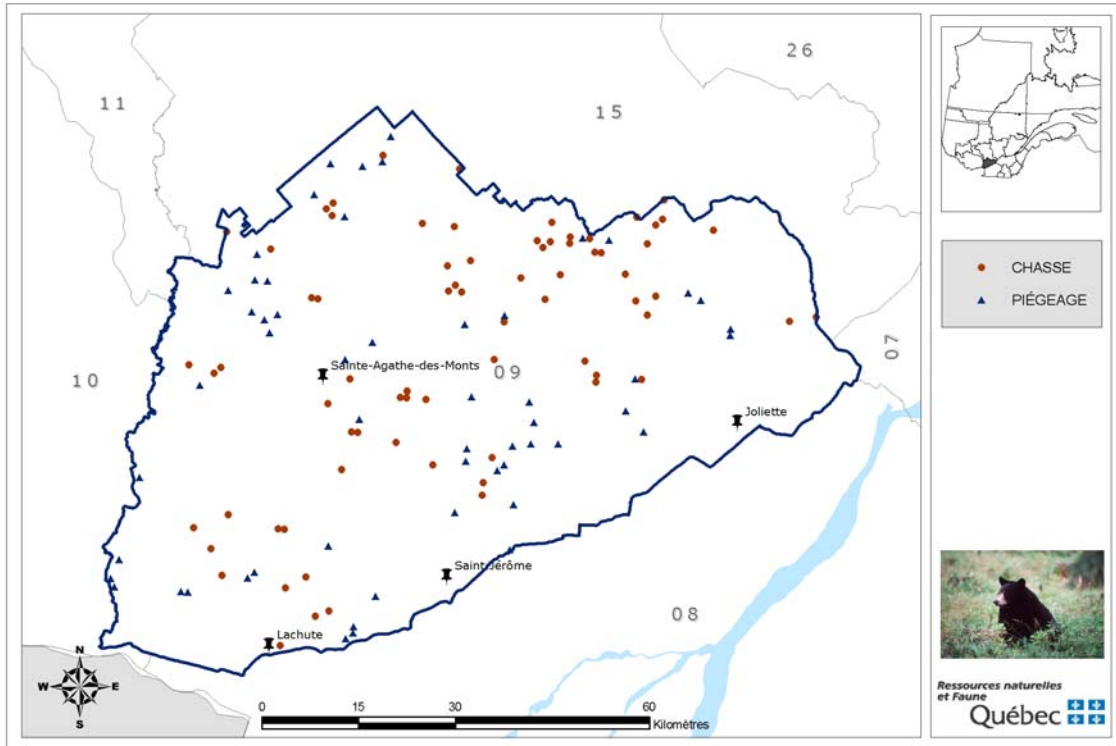 26
11
15
CHASSE
PIÉGEAGE
07
Sainte-Agathe-des-Monts
09
10
Joliette
Saint-Jérôme
08
Lachute
N
W E
S
0 15 30 60
Kilomètres
Ressources naturelles
et Faune
Québec